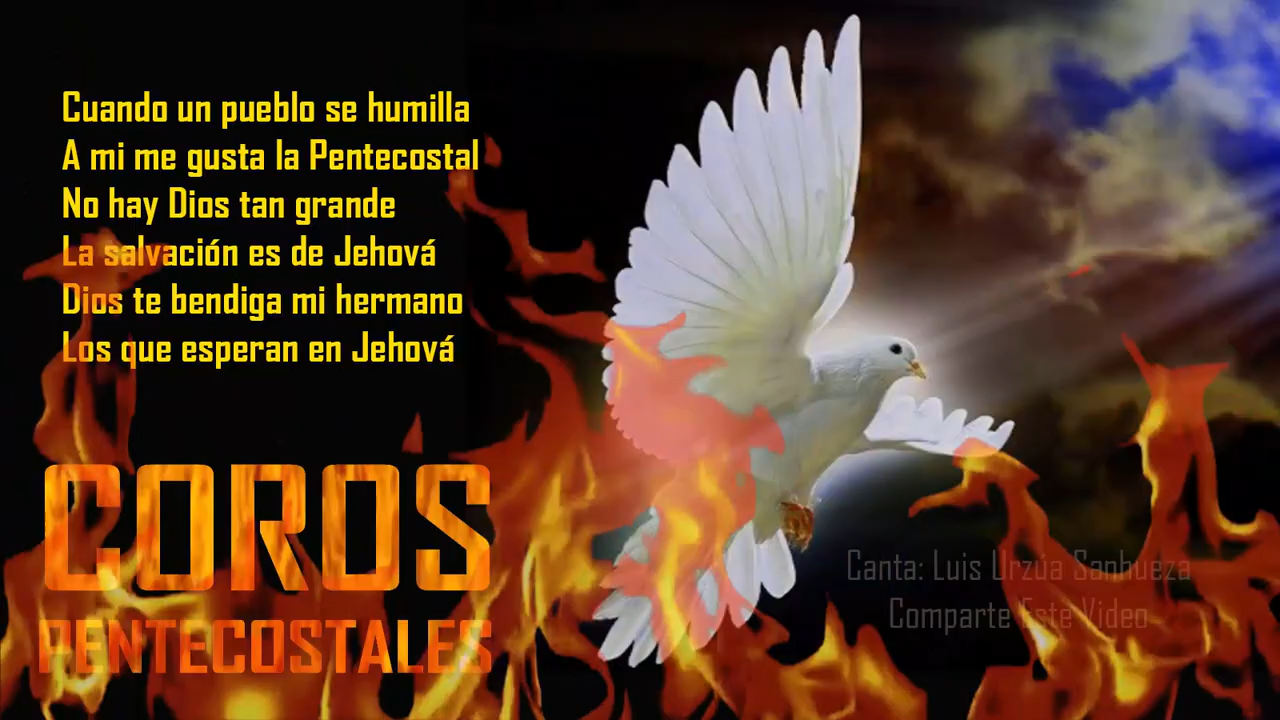 Cuando un pueblo se humilla
A mi me gusta la Pentecostal
No hay Dios tan grande
La salvación es de Jehová
Dios te bendiga mi hermano
Los que esperan en Jehová
COROS
PENTECOSTALES
Canta: Luis Urzúa Sanhueza
Comparte Este Video